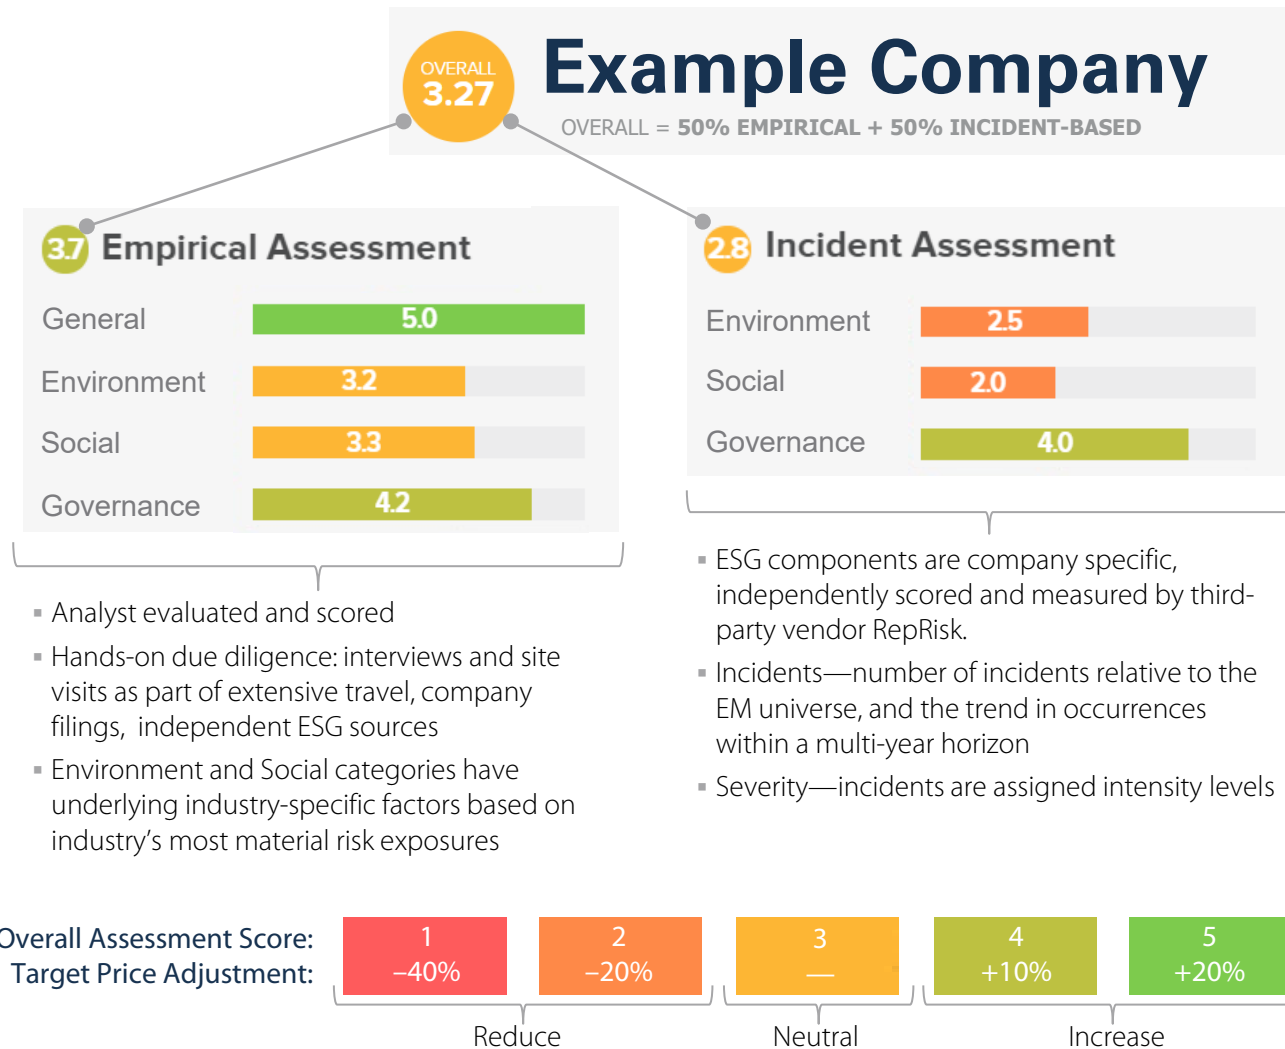 OVERALL
3.27
Example Company
OVERALL = 50% EMPIRICAL + 50% INCIDENT-BASED
3.7 Empirical Assessment
General 5.0
Environment 3.2
Social 3.3
Governance 4.2
▪ Analyst evaluated and scored
▪ Hands-on due diligence: interviews and site
visits as part of extensive travel, company
filings, independent ESG sources
▪ Environment and Social categories have
underlying industry-specific factors based on
industry’s most material risk exposures
2.8 Incident Assessment
Environment 2.5
Social 2.0
Governance 4.0
▪ ESG components are company specific,
independently scored and measured by third-
party vendor RepRisk.
▪ Incidents—number of incidents relative to the
EM universe, and the trend in occurrences
within a multi-year horizon
▪ Severity—incidents are assigned intensity levels
Overall Assessment Score: 1 2 3 4 5
Target Price Adjustment: –40% –20% — +10% +20%
Reduce Neutral Increase